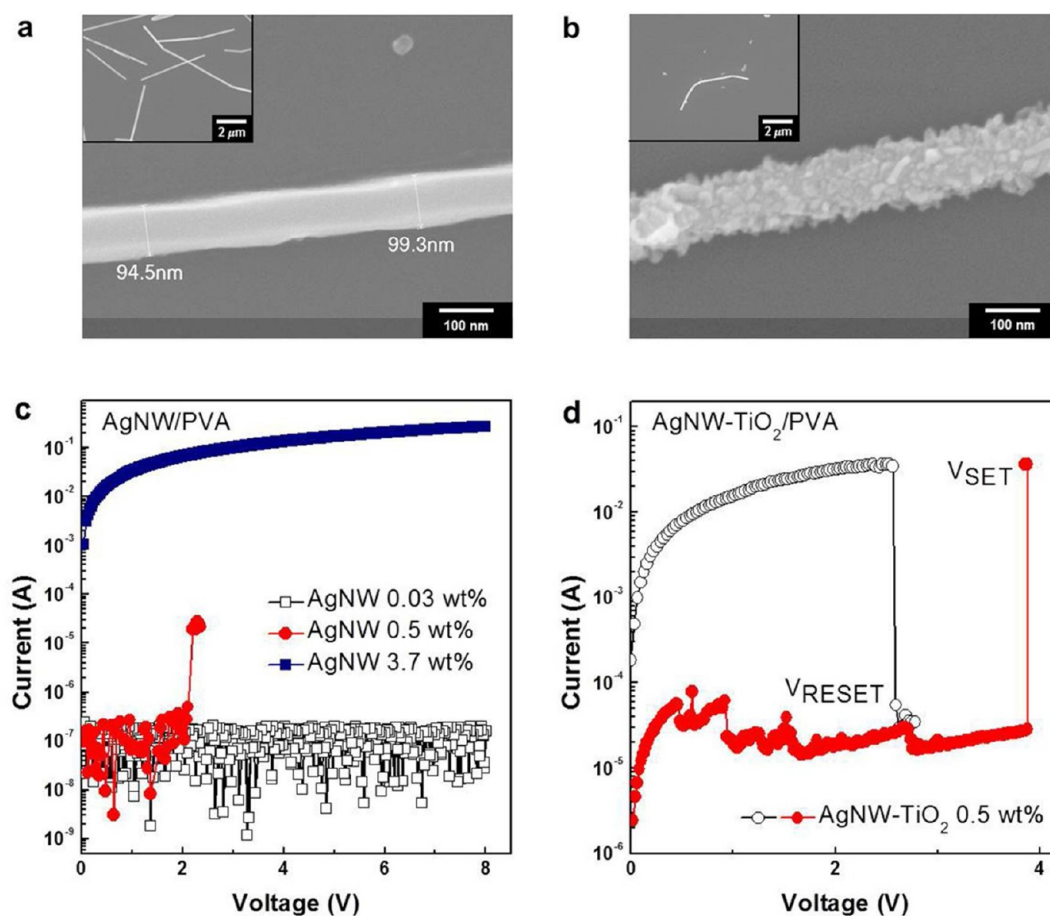 a
2 μm
94.5nm
99.3nm
100 nm
b
2 μm
100 nm
c
AgNW/PVA
10⁻¹
10⁻²
10⁻³
10⁻⁴
10⁻⁵
10⁻⁶
10⁻⁷
10⁻⁸
10⁻⁹
Current (A)
AgNW 0.03 wt%
AgNW 0.5 wt%
AgNW 3.7 wt%
0 2 4 6 8
Voltage (V)
d
AgNW-TiO₂/PVA
10⁻¹
10⁻²
10⁻³
10⁻⁴
10⁻⁵
10⁻⁶
Current (A)
V_SET
V_RESET
AgNW-TiO₂ 0.5 wt%
0 1 2 3 4
Voltage (V)